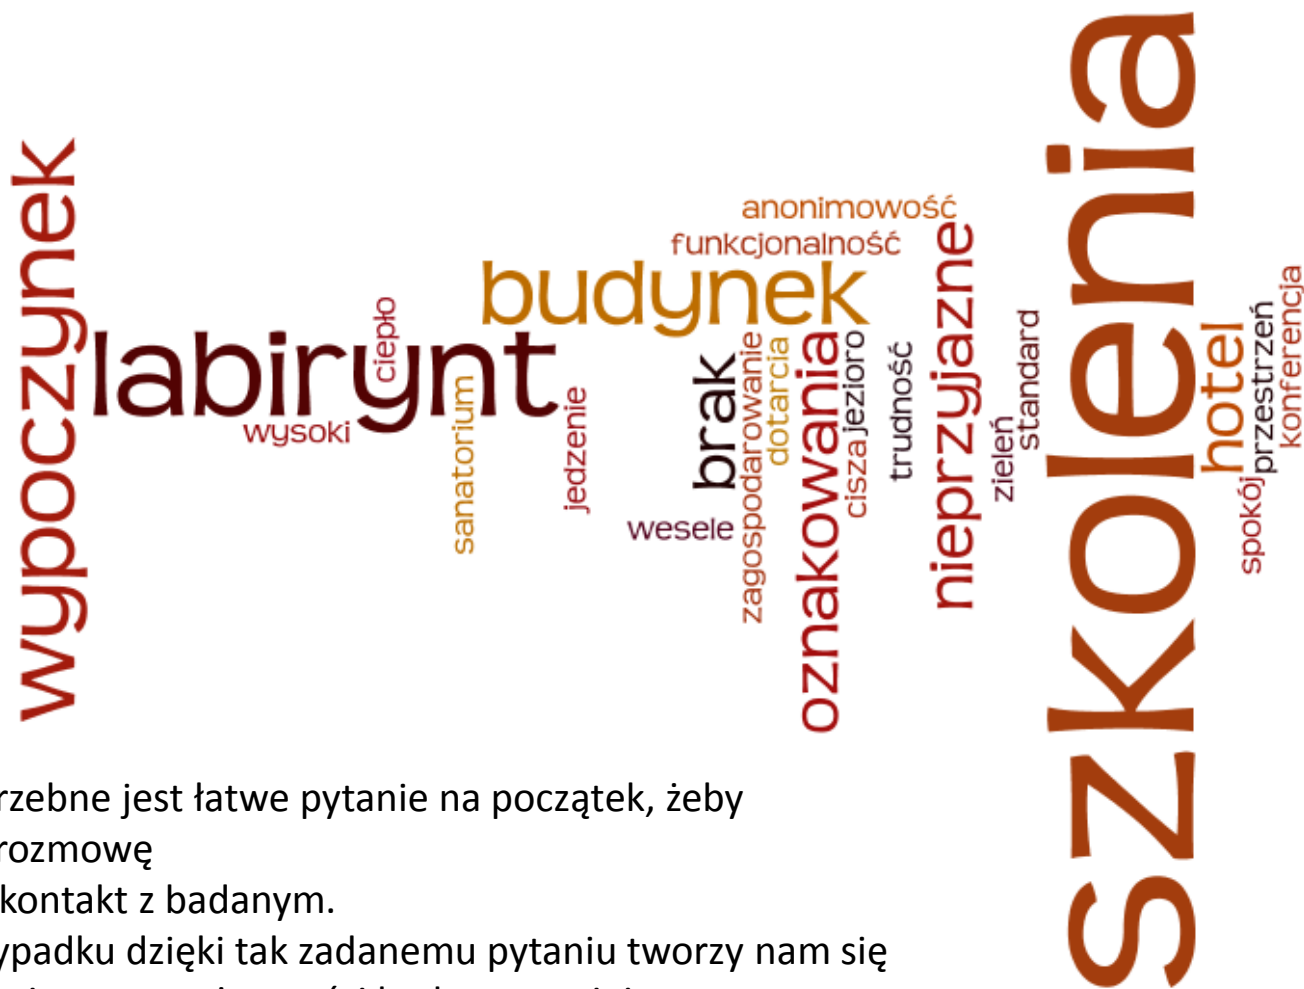 wypoczynek
labirynt
ciepło
wysoki
sanatorium
jedzenie
anonimowość
funkcjonalność
budynek
brak
wesele
zagospodarowanie
dotarcia
oznakowania
cisza
jezioro
trudność
nieprzyjazne
zieleń
standard
szkolenia
hotel
spokój
przestrzeń
konferencja
rzebne jest łatwe pytanie na początek, żeby
rozmowę
kontakt z badanym.
ypadku dzięki tak zadanemu pytaniu tworzy nam się